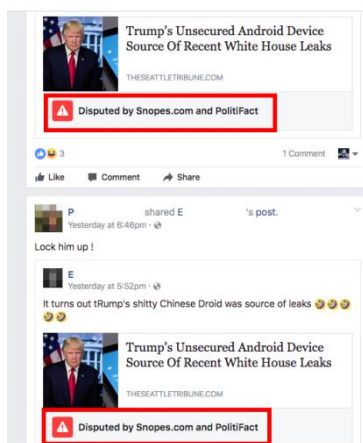 Trump's Unsecured Android Device
Source Of Recent White House Leaks
THESEATTLETRIBUNE.COM
Disputed by Snopes.com and PolitiFact
3
1 Comment
Like Comment Share
P shared E 's post.
Yesterday at 6:46pm ·
Lock him up !
E
Yesterday at 5:52pm ·
It turns out tRump's shitty Chinese Droid was source of leaks 🤣🤣🤣
🤣🤣
Trump's Unsecured Android Device
Source Of Recent White House Leaks
THESEATTLETRIBUNE.COM
Disputed by Snopes.com and PolitiFact